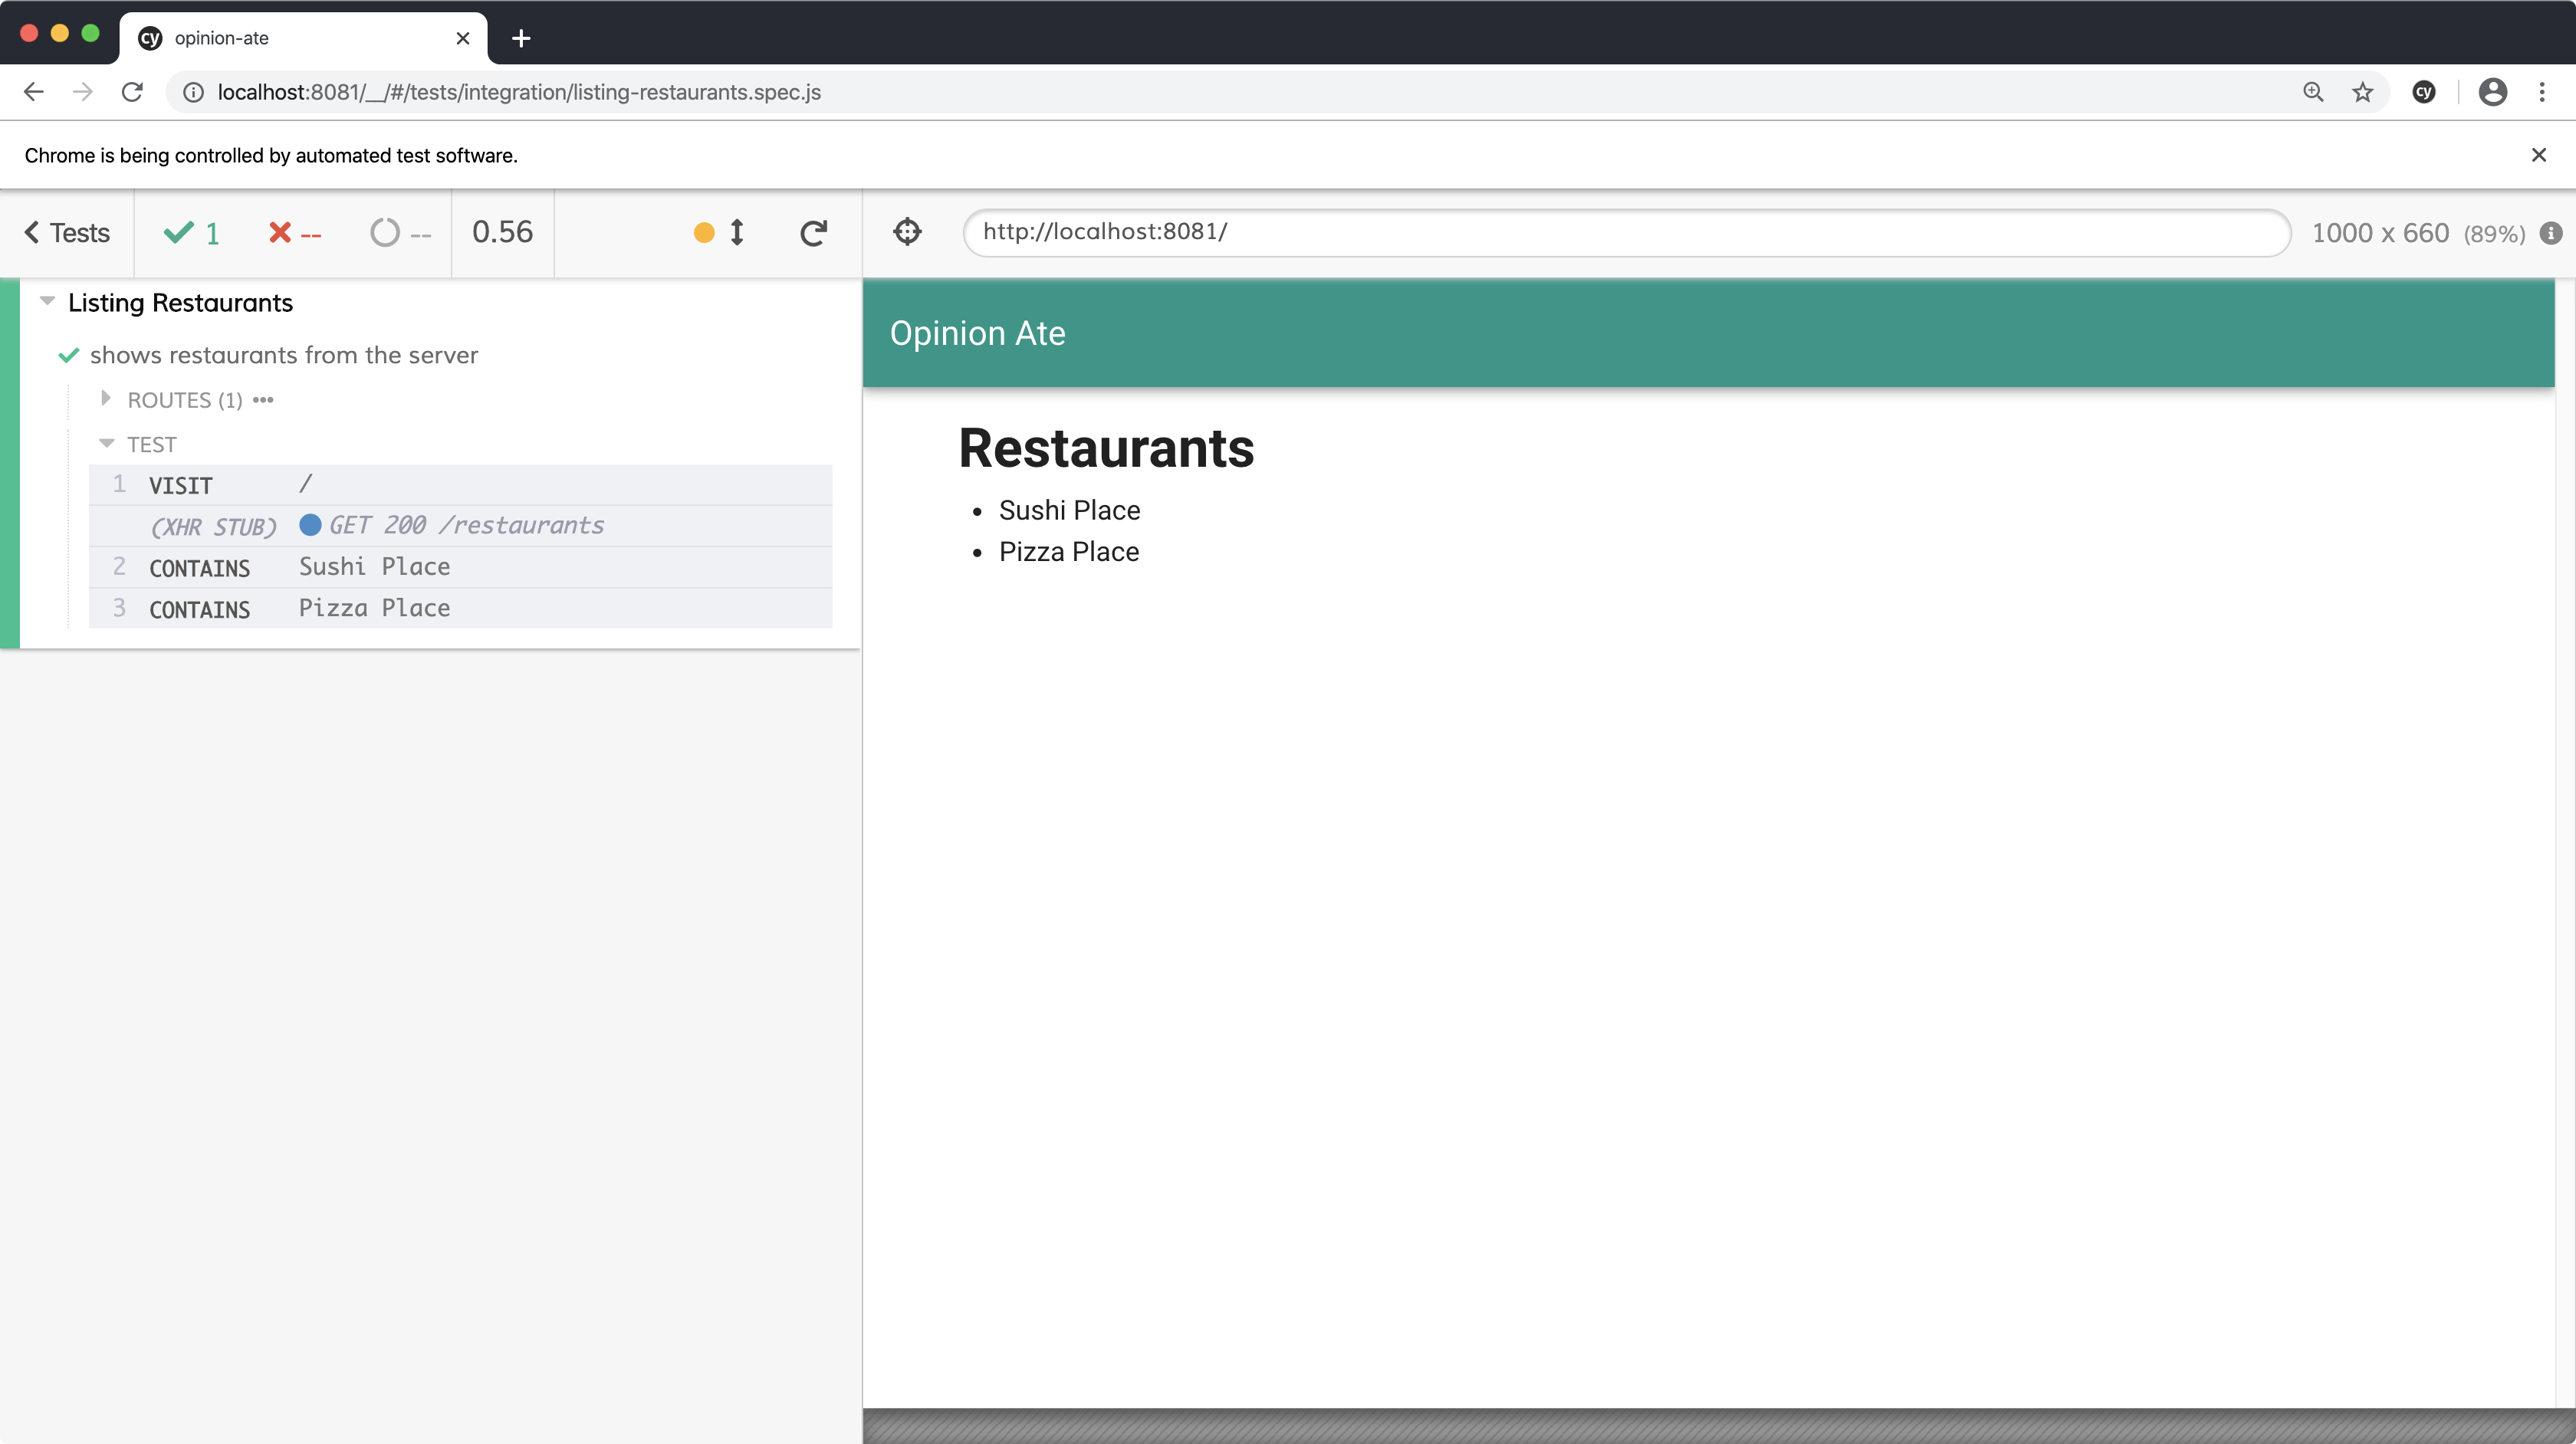 cy opinion-ate
localhost:8081/__/#/tests/integration/listing-restaurants.spec.js
cy
Chrome is being controlled by automated test software.
Tests 1 -- -- 0.56
http://localhost:8081/ 1000 x 660 (89%)
Listing Restaurants
shows restaurants from the server
ROUTES (1)
TEST
1 VISIT /
(XHR STUB) GET 200 /restaurants
2 CONTAINS Sushi Place
3 CONTAINS Pizza Place
Opinion Ate
Restaurants
• Sushi Place
• Pizza Place